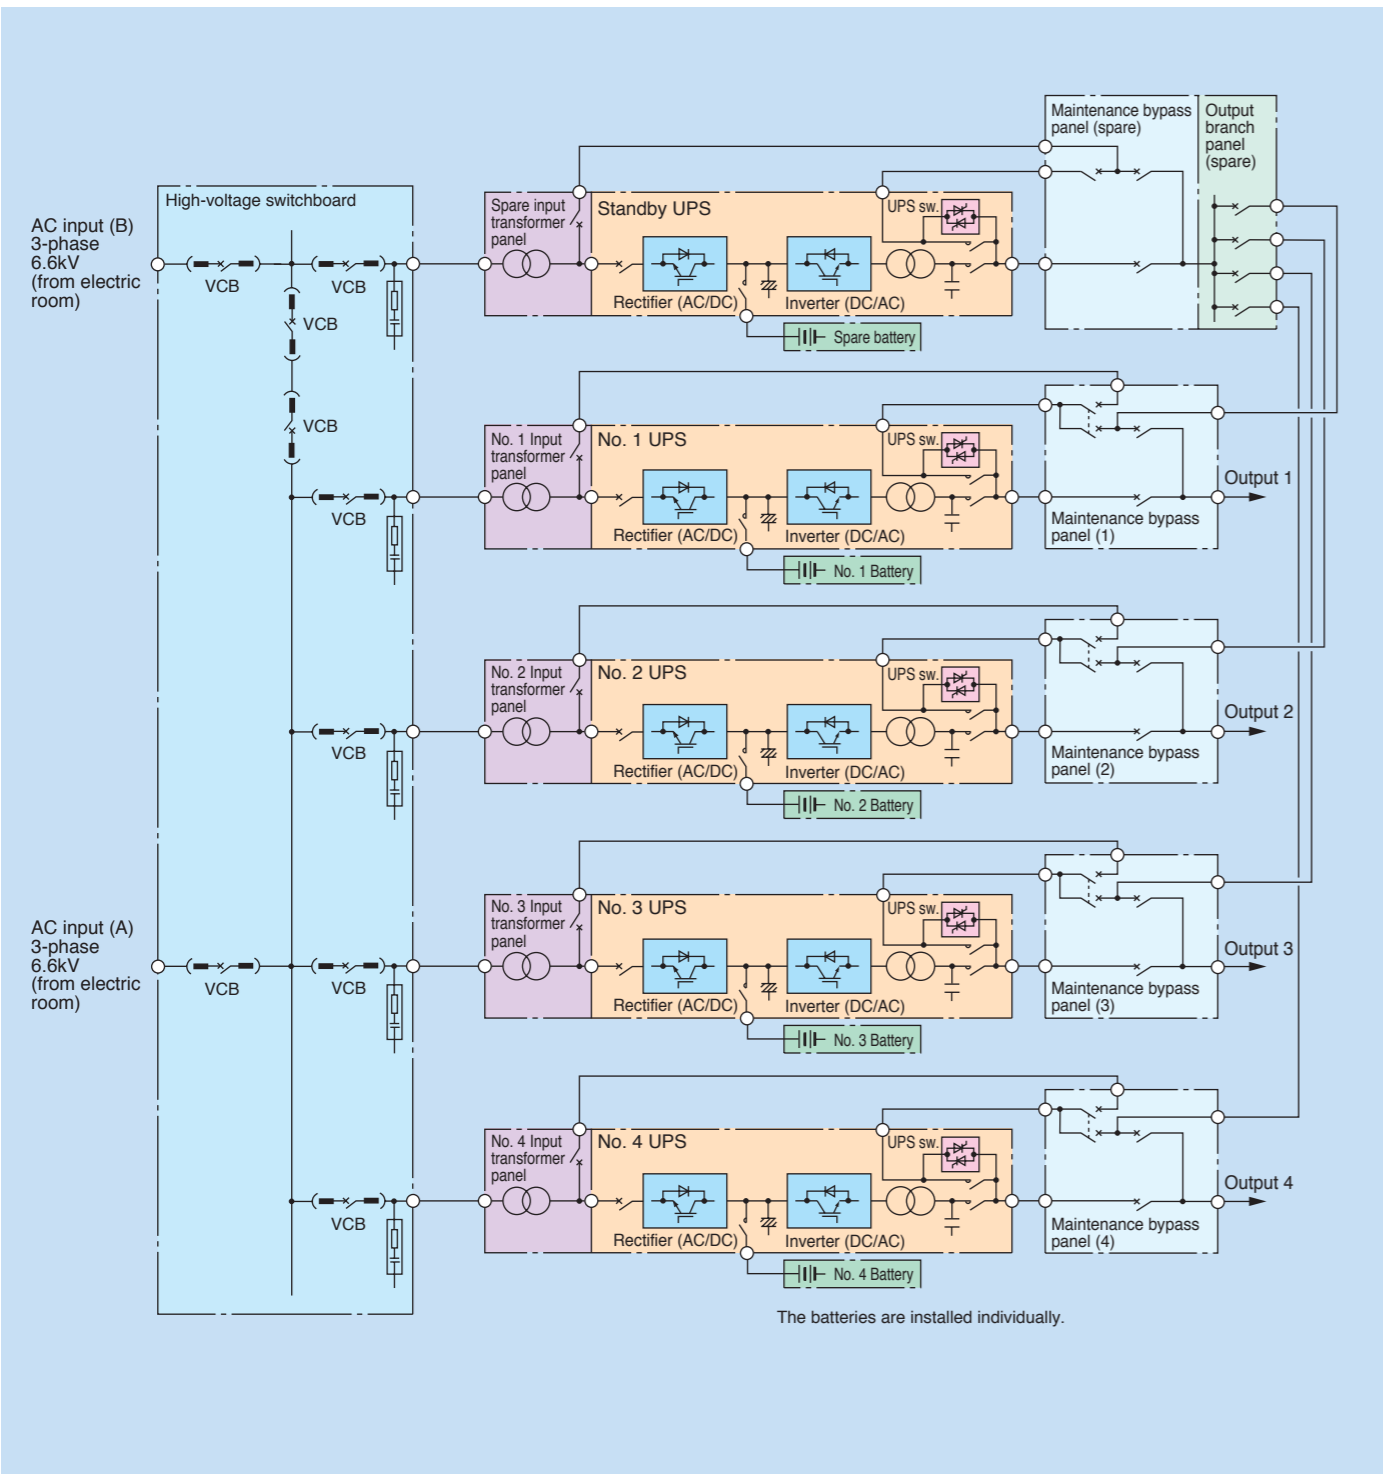 Maintenance bypass
panel (spare)
Output
branch
panel
(spare)
High-voltage switchboard
AC input (B)
3-phase
6.6kV
(from electric
room)
VCB
VCB
VCB
VCB
Spare input
transformer
panel
Standby UPS
UPS sw.
Rectifier (AC/DC)
Inverter (DC/AC)
Spare battery
No. 1 Input
transformer
panel
No. 1 UPS
UPS sw.
VCB
Rectifier (AC/DC)
Inverter (DC/AC)
No. 1 Battery
Output 1
Maintenance bypass
panel (1)
No. 2 Input
transformer
panel
No. 2 UPS
UPS sw.
VCB
Rectifier (AC/DC)
Inverter (DC/AC)
No. 2 Battery
Output 2
Maintenance bypass
panel (2)
AC input (A)
3-phase
6.6kV
(from electric
room)
VCB
VCB
No. 3 Input
transformer
panel
No. 3 UPS
UPS sw.
Rectifier (AC/DC)
Inverter (DC/AC)
No. 3 Battery
Output 3
Maintenance bypass
panel (3)
No. 4 Input
transformer
panel
No. 4 UPS
UPS sw.
VCB
Rectifier (AC/DC)
Inverter (DC/AC)
No. 4 Battery
Output 4
Maintenance bypass
panel (4)
The batteries are installed individually.